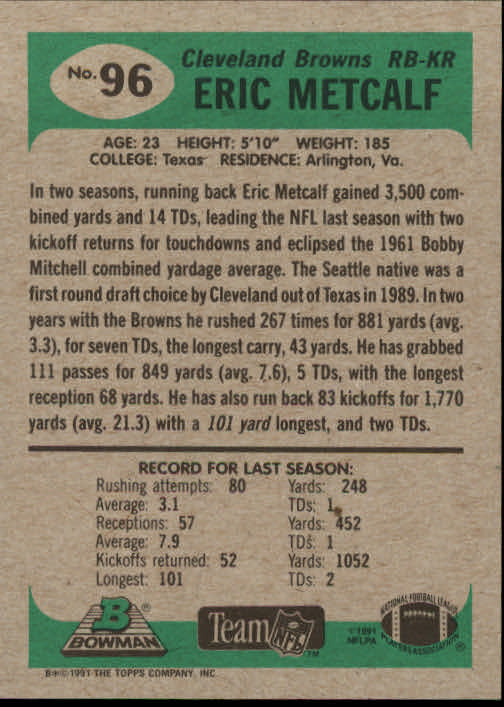 No. 96
Cleveland Browns RB-KR
ERIC METCALF
AGE: 23 HEIGHT: 5'10" WEIGHT: 185
COLLEGE: Texas RESIDENCE: Arlington, Va.
In two seasons, running back Eric Metcalf gained 3,500 com-
bined yards and 14 TDs, leading the NFL last season with two
kickoff returns for touchdowns and eclipsed the 1961 Bobby
Mitchell combined yardage average. The Seattle native was a
first round draft choice by Cleveland out of Texas in 1989. In two
years with the Browns he rushed 267 times for 881 yards (avg.
3.3), for seven TDs, the longest carry, 43 yards. He has grabbed
111 passes for 849 yards (avg. 7.6), 5 TDs, with the longest
reception 68 yards. He has also run back 83 kickoffs for 1,770
yards (avg. 21.3) with a 101 yard longest, and two TDs.
RECORD FOR LAST SEASON:
Rushing attempts: 80 Yards: 248
Average: 3.1 TDs: 1
Receptions: 57 Yards: 452
Average: 7.9 TDs: 1
Kickoffs returned: 52 Yards: 1052
Longest: 101 TDs: 2
B ®
BOWMAN
Team NFL ™
© 1991
NFLPA
NATIONAL FOOTBALL LEAGUE
PLAYERS ASSOCIATION ®
B®© 1991 THE TOPPS COMPANY, INC.